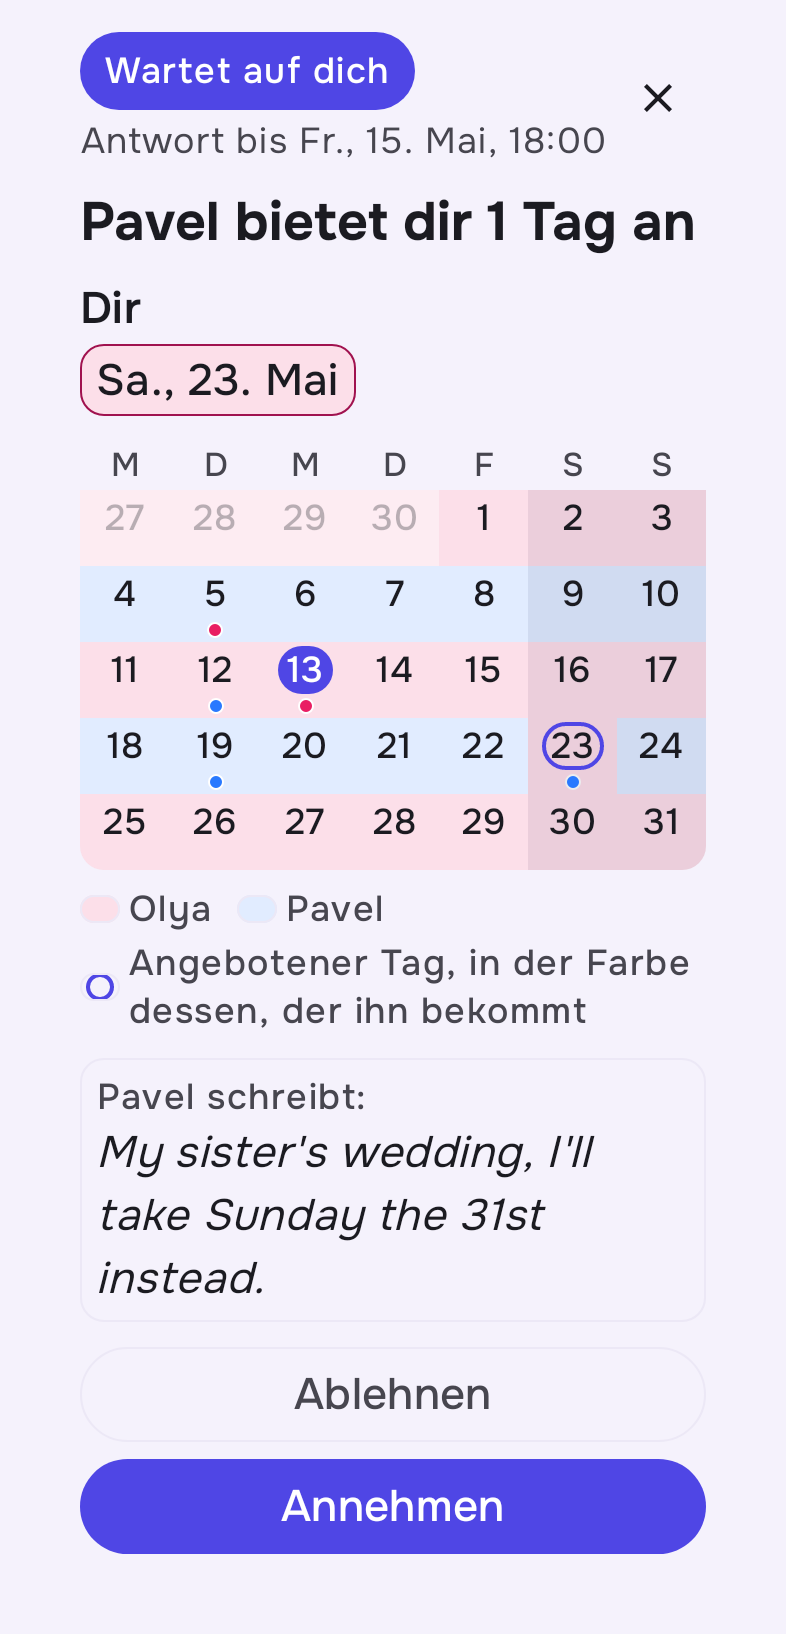 Wartet auf dich
Antwort bis Fr., 15. Mai, 18:00
Pavel bietet dir 1 Tag an
Dir
Sa., 23. Mai
M D M D F S S
27 28 29 30 1 2 3
4 5 6 7 8 9 10
11 12 13 14 15 16 17
18 19 20 21 22 23 24
25 26 27 28 29 30 31
Olya Pavel
Angebotener Tag, in der Farbe
dessen, der ihn bekommt
Pavel schreibt:
My sister's wedding, I'll
take Sunday the 31st
instead.
Ablehnen
Annehmen